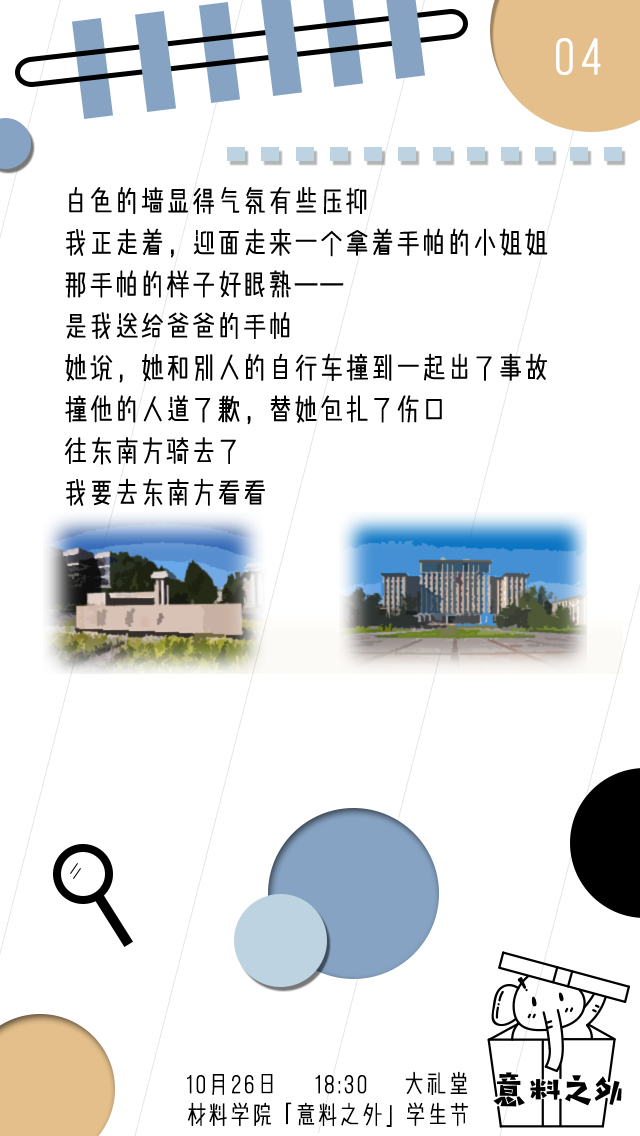 04
白色的墙显得气氛有些压抑
我正走着，迎面走来一个拿着手帕的小姐姐
那手帕的样子好眼熟——
是我送给爸爸的手帕
她说，她和别人的自行车撞到一起出了事故
撞他的人道了歉，替她包扎了伤口
往东南方骑去了
我要去东南方看看
10月26日 18:30 大礼堂
材料学院「意料之外」学生节
意料之外